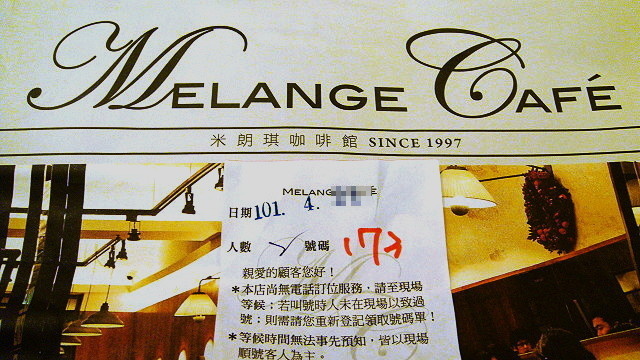 MELANGE CAFÉ
米朗琪咖啡館 SINCE 1997
MELANGE CAFÉ
日期 101. 4.
人數 號碼
親愛的顧客您好！
＊本店尚無電話訂位服務，請至現場
等候；若叫號時人未在現場以致過
號；則需請您重新登記領取號碼單！
＊等候時間無法事先預知，皆以現場
順號客人為主。